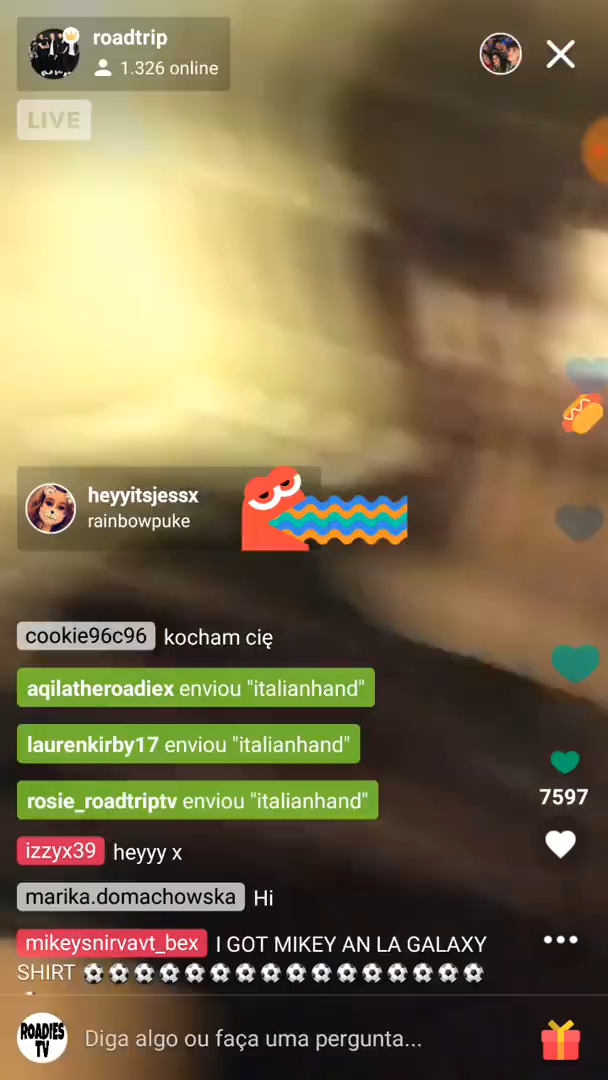 roadtrip
1.326 online
LIVE
heyyitsjessx
rainbowpuke
cookie96c96 kocham cię
aqilatheroadiex enviou "italianhand"
laurenkirby17 enviou "italianhand"
rosie_roadtriptv enviou "italianhand"
7597
izzyx39 heyyy x
marika.domachowska Hi
mikeysnirvavt_bex I GOT MIKEY AN LA GALAXY
SHIRT ⚽⚽⚽⚽⚽⚽⚽⚽⚽⚽⚽⚽⚽⚽⚽⚽
ROADIES
TV
Diga algo ou faça uma pergunta...